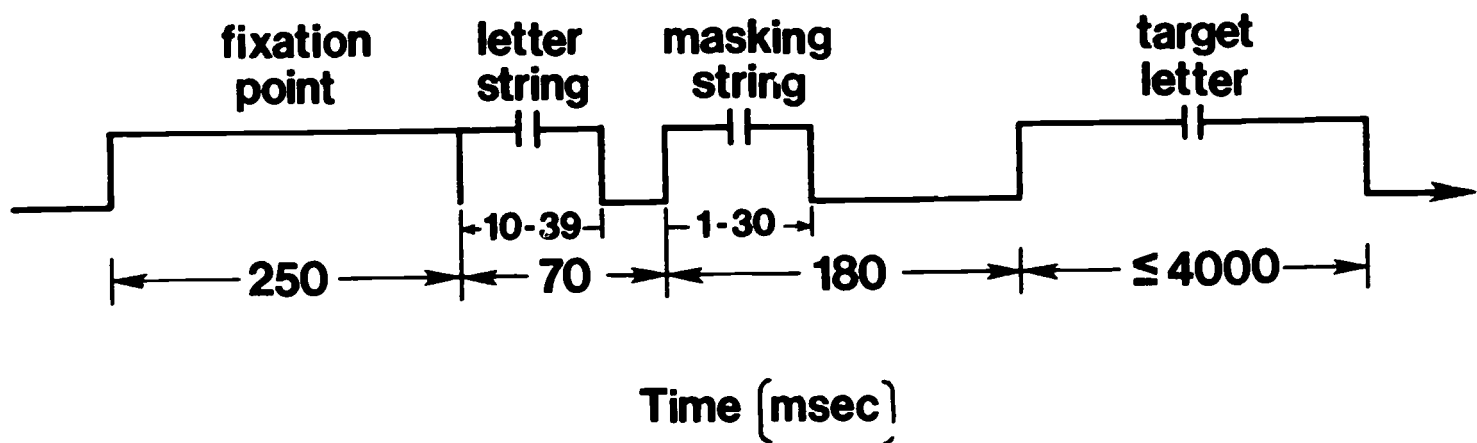 fixation
point
letter
string
masking
string
target
letter
10-39
1-30
250
70
180
≤ 4000
Time [msec]